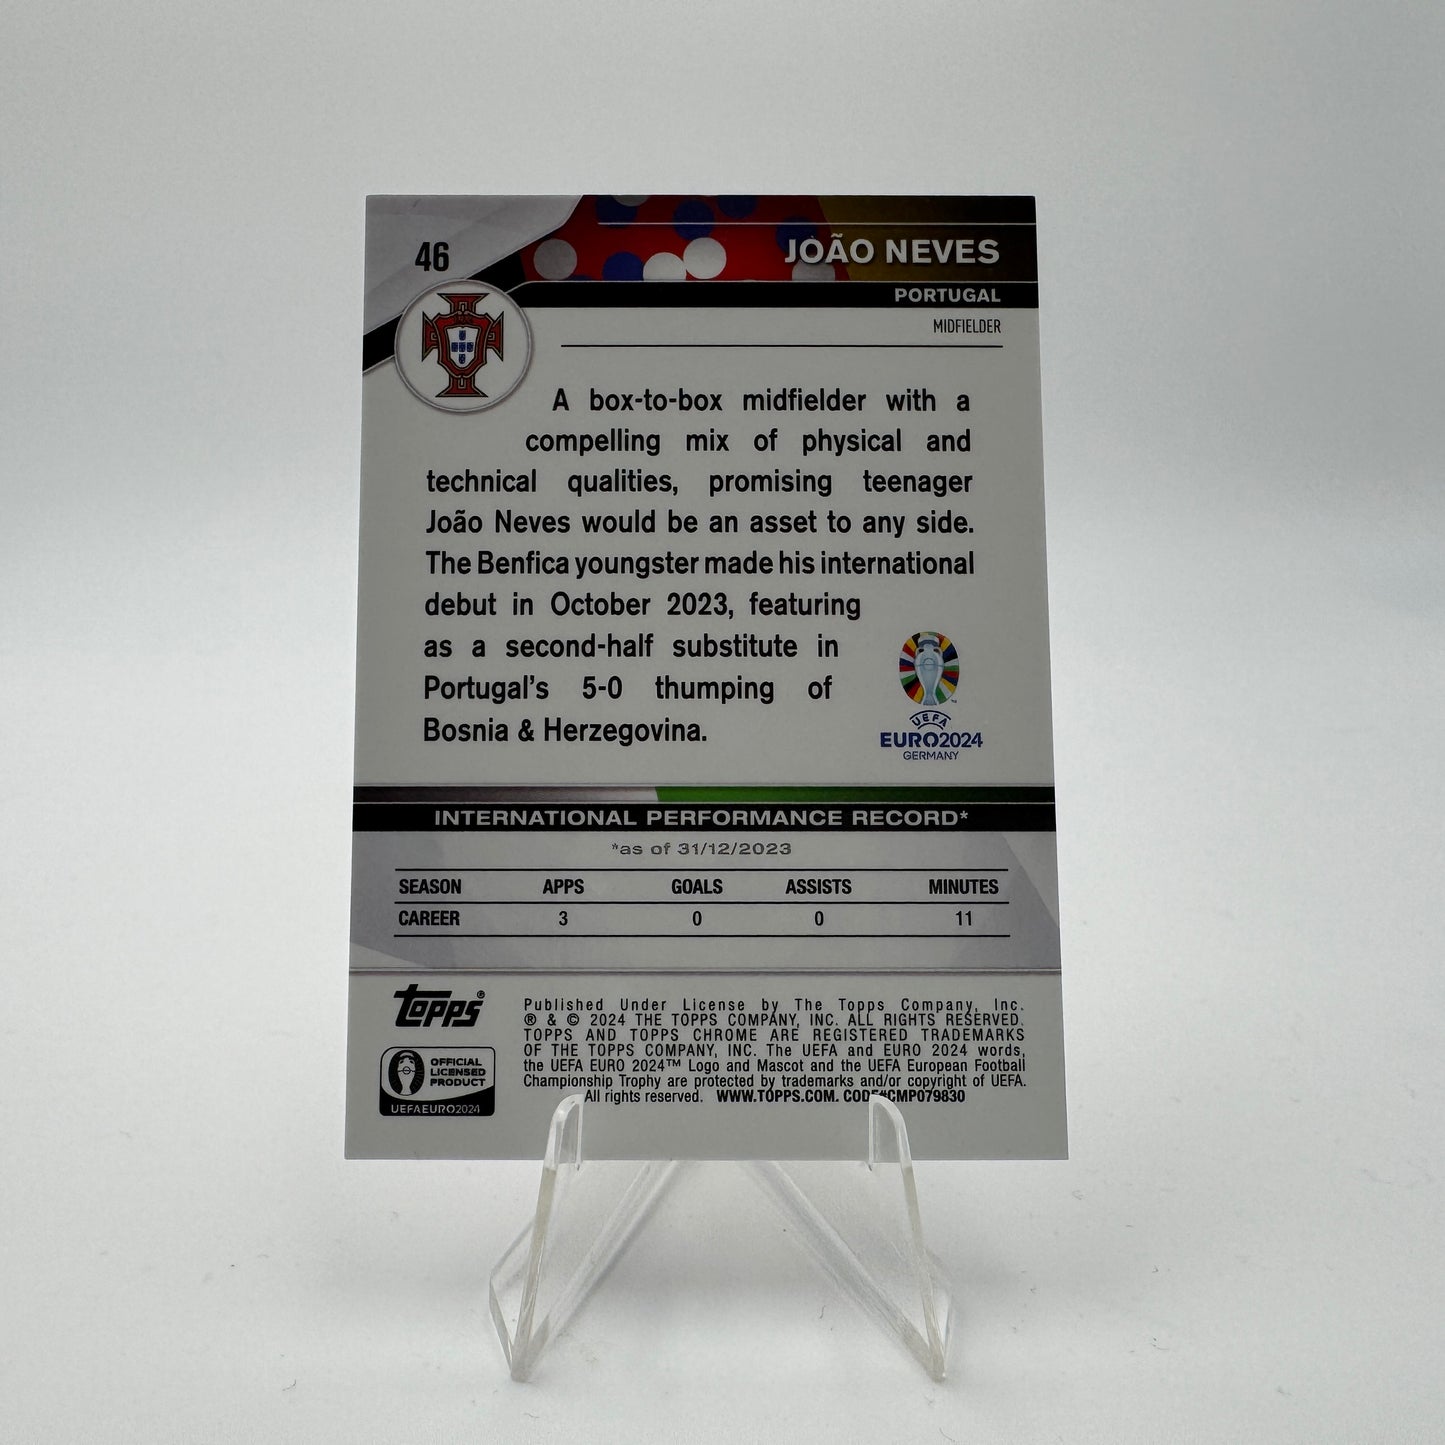 46
JOÃO NEVES
PORTUGAL
MIDFIELDER
A box-to-box midfielder with a
compelling mix of physical and
technical qualities, promising teenager
João Neves would be an asset to any side.
The Benfica youngster made his international
debut in October 2023, featuring
as a second-half substitute in
Portugal's 5-0 thumping of
Bosnia & Herzegovina.
UEFA
EURO2024
GERMANY
INTERNATIONAL PERFORMANCE RECORD*
*as of 31/12/2023
SEASON APPS GOALS ASSISTS MINUTES
CAREER 3 0 0 11
topps®
OFFICIAL
LICENSED
PRODUCT
UEFA EURO2024
Published Under License by The Topps Company, Inc.
® & © 2024 THE TOPPS COMPANY, INC. ALL RIGHTS RESERVED.
TOPPS AND TOPPS CHROME ARE REGISTERED TRADEMARKS
OF THE TOPPS COMPANY, INC. The UEFA and EURO 2024 words,
the UEFA EURO 2024™ Logo and Mascot and the UEFA European Football
Championship Trophy are protected by trademarks and/or copyright of UEFA.
All rights reserved. WWW.TOPPS.COM. CODE#CMP079830